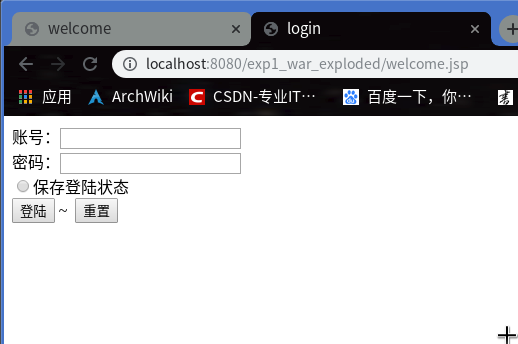 welcome
login
localhost:8080/exp1_war_exploded/welcome.jsp
应用 ArchWiki CSDN-专业IT… 百度一下，你…
账号：
密码：
保存登陆状态
登陆 ~ 重置